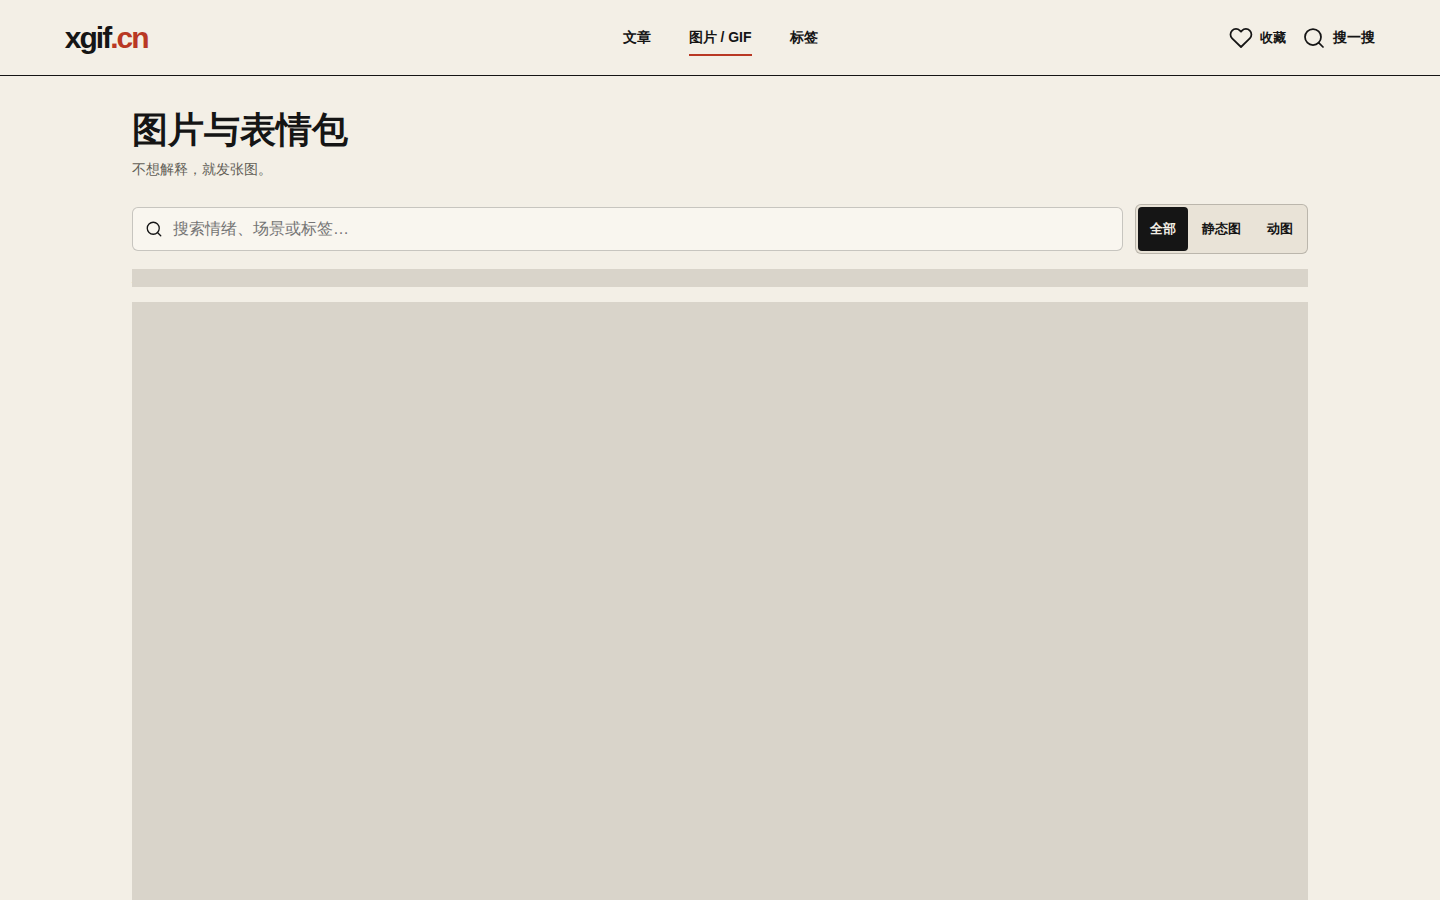 xgif.cn
文章
图片 / GIF
标签
收藏
搜一搜
图片与表情包
不想解释，就发张图。
搜索情绪、场景或标签…
全部
静态图
动图